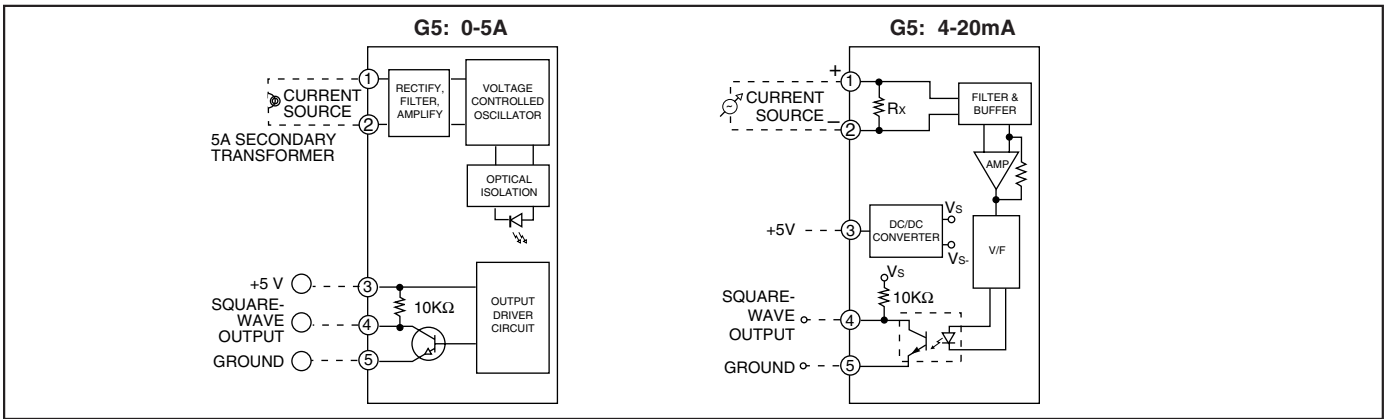 G5: 0-5A
1
CURRENT
SOURCE
2
5A SECONDARY
TRANSFORMER
RECTIFY,
FILTER,
AMPLIFY
VOLTAGE
CONTROLLED
OSCILLATOR
OPTICAL
ISOLATION
+5 V
3
10KΩ
SQUARE-
WAVE
OUTPUT
4
GROUND
5
OUTPUT
DRIVER
CIRCUIT
G5: 4-20mA
+
1
CURRENT
SOURCE
–
2
RX
FILTER &
BUFFER
AMP
+5V
3
DC/DC
CONVERTER
VS
VS-
V/F
VS
10KΩ
SQUARE-
WAVE
OUTPUT
4
GROUND
5